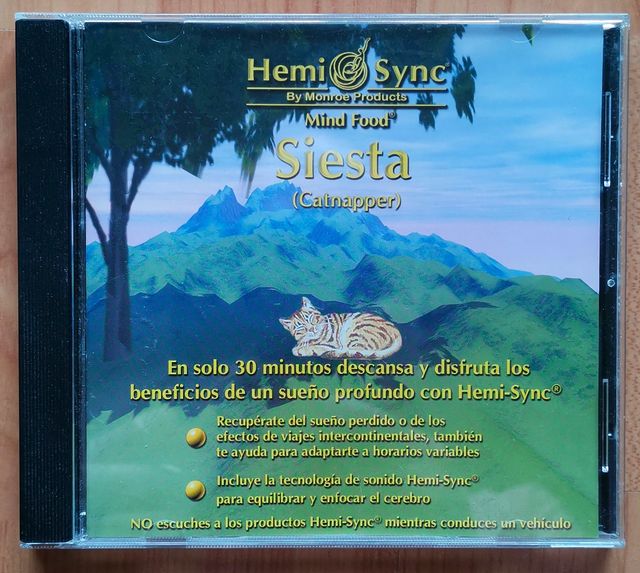 Hemi Sync®
By Monroe Products
Mind Food®
Siesta
(Catnapper)
En solo 30 minutos descansa y disfruta los
beneficios de un sueño profundo con Hemi-Sync®
Recupérate del sueño perdido o de los
efectos de viajes intercontinentales, también
te ayuda para adaptarte a horarios variables
Incluye la tecnología de sonido Hemi-Sync®
para equilibrar y enfocar el cerebro
NO escuches a los productos Hemi-Sync® mientras conduces un vehículo